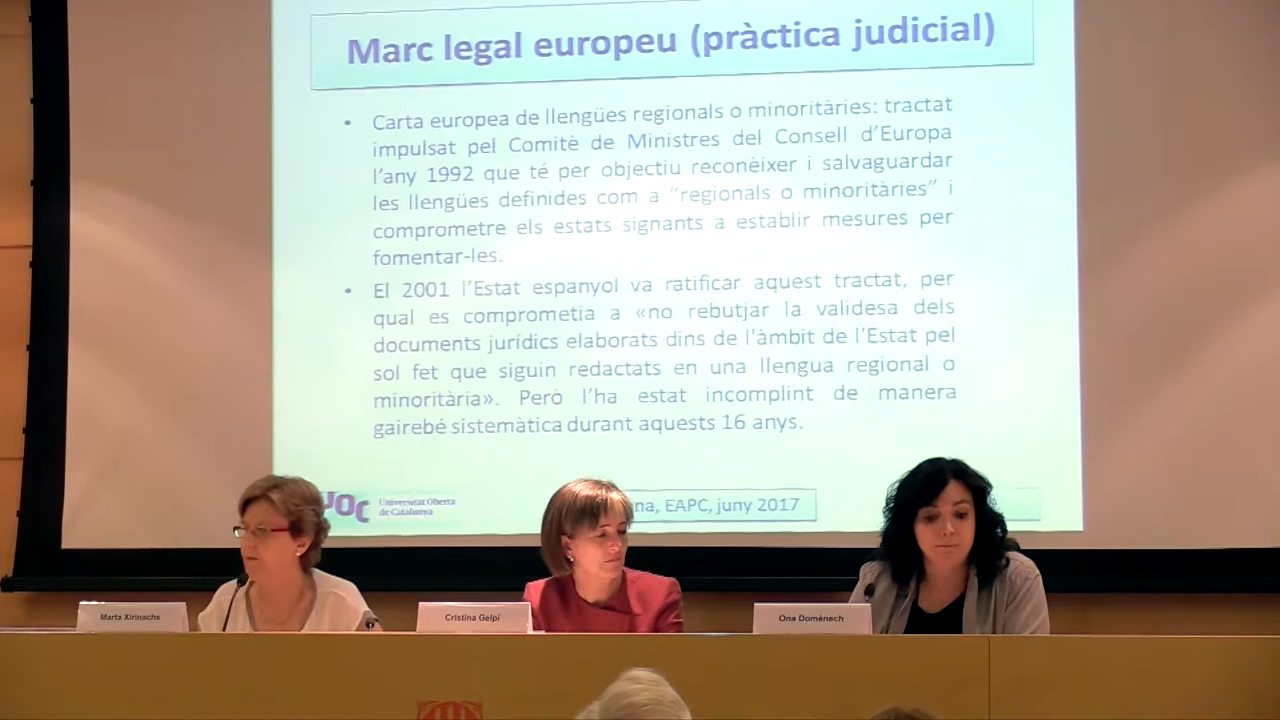 Marc legal europeu (pràctica judicial)
• Carta europea de llengües regionals o minoritàries: tractat
impulsat pel Comitè de Ministres del Consell d'Europa
l'any 1992 que té per objectiu reconèixer i salvaguardar
les llengües definides com a "regionals o minoritàries" i
comprometre els estats signants a establir mesures per
fomentar-les.
• El 2001 l'Estat espanyol va ratificar aquest tractat, per
qual es comprometia a «no rebutjar la validesa dels
documents jurídics elaborats dins de l'àmbit de l'Estat pel
sol fet que siguin redactats en una llengua regional o
minoritària». Però l'ha estat incomplint de manera
gairebé sistemàtica durant aquests 16 anys.
UOC
Universitat Oberta
de Catalunya
na, EAPC, juny 2017
Marta Xirinachs
Cristina Gelpí
Ona Domènech